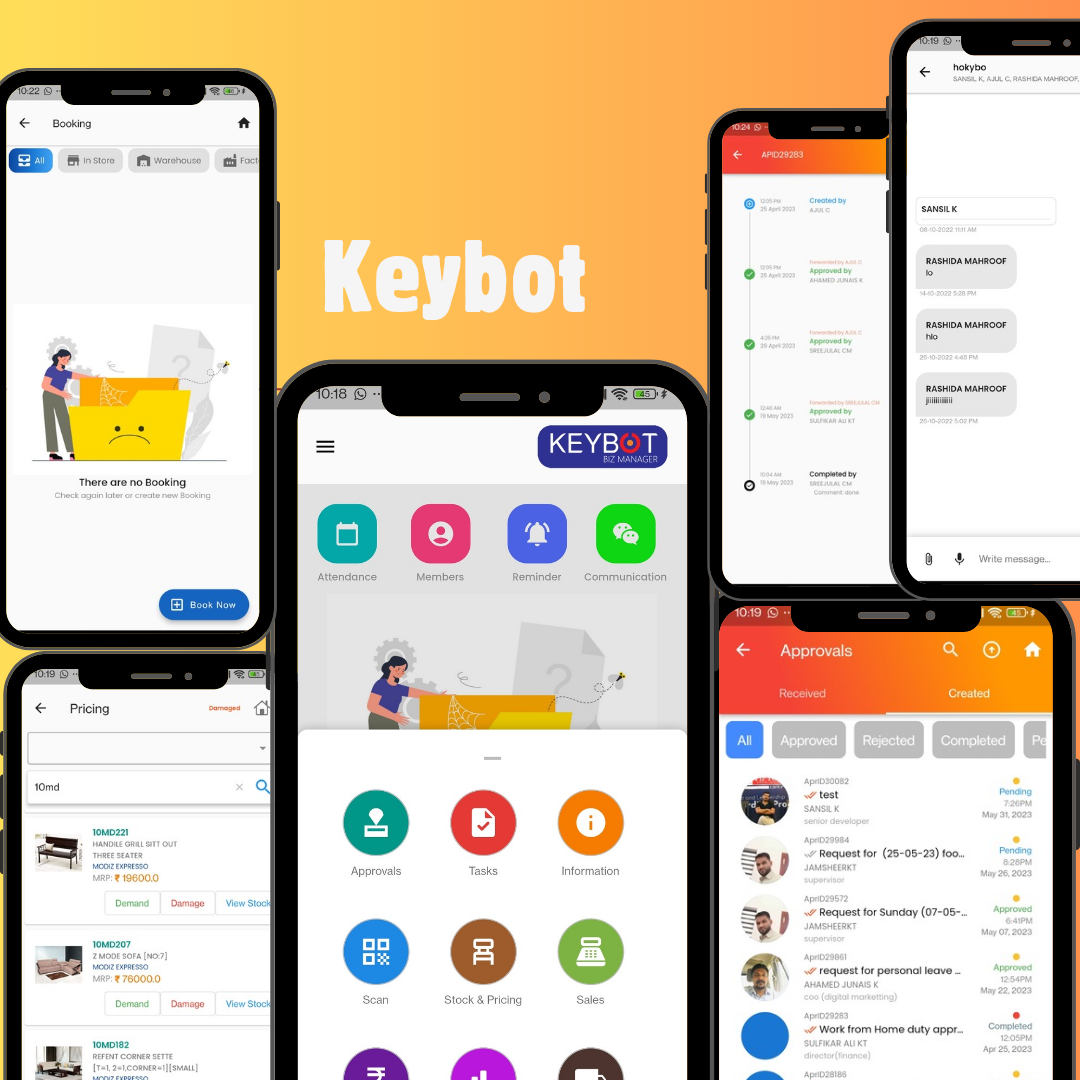 Keybot
10:22
Booking
All
In Store
Warehouse
Fact
There are no Booking
Check again later or create new Booking
Book Now
10:19
Pricing
Damaged
10md
10MD221
HANDILE GRILL SITT OUT
THREE SEATER
MODIZ EXPRESSO
MRP: ₹ 19600.0
Demand
Damage
View Stock
10MD207
Z MODE SOFA [NO:7]
MODIZ EXPRESSO
MRP: ₹ 76000.0
Demand
Damage
View Stock
10MD182
REFENT CORNER SETTE
[T=1, 2=1,CORNER=1][SMALL]
MODIZ EXPRESSO
10:18
45
KEYBOT
BIZ MANAGER
Attendance
Members
Reminder
Communication
Approvals
Tasks
Information
Scan
Stock & Pricing
Sales
10:24
APID29283
12:05 PM
25 April 2023
Created by
AJUL C
12:05 PM
25 April 2023
Forwarded by AJUL C
Approved by
AHAMED JUNAIS K
4:25 PM
25 April 2023
Forwarded by AJUL C
Approved by
SREEJULAL CM
12:48 AM
19 May 2023
Forwarded by SREEJULAL CM
Approved by
SULFIKAR ALI KT
10:04 AM
19 May 2023
Completed by
SREEJULAL CM
Comment: done
10:19
hokybo
SANSIL K, AJUL C, RASHIDA MAHROOF,
SANSIL K
08-10-2022 11:11 AM
RASHIDA MAHROOF
lo
14-10-2022 5:28 PM
RASHIDA MAHROOF
hlo
26-10-2022 4:48 PM
RASHIDA MAHROOF
26-10-2022 5:02 PM
Write message...
10:19
45
Approvals
Received
Created
All
Approved
Rejected
Completed
Pe
AprID30082
test
SANSIL K
senior developer
Pending
7:26PM
May 31, 2023
AprID29984
Request for (25-05-23) foo...
JAMSHEERKT
supervisor
Pending
8:28PM
May 26, 2023
AprID29572
Request for Sunday (07-05-...
JAMSHEERKT
supervisor
Approved
6:41PM
May 07, 2023
AprID29861
request for personal leave ...
AHAMED JUNAIS K
coo (digital marketting)
Approved
12:54PM
May 22, 2023
AprID29283
Work from Home duty appr...
SULFIKAR ALI KT
director(finance)
Completed
12:05PM
Apr 25, 2023
AprID28186